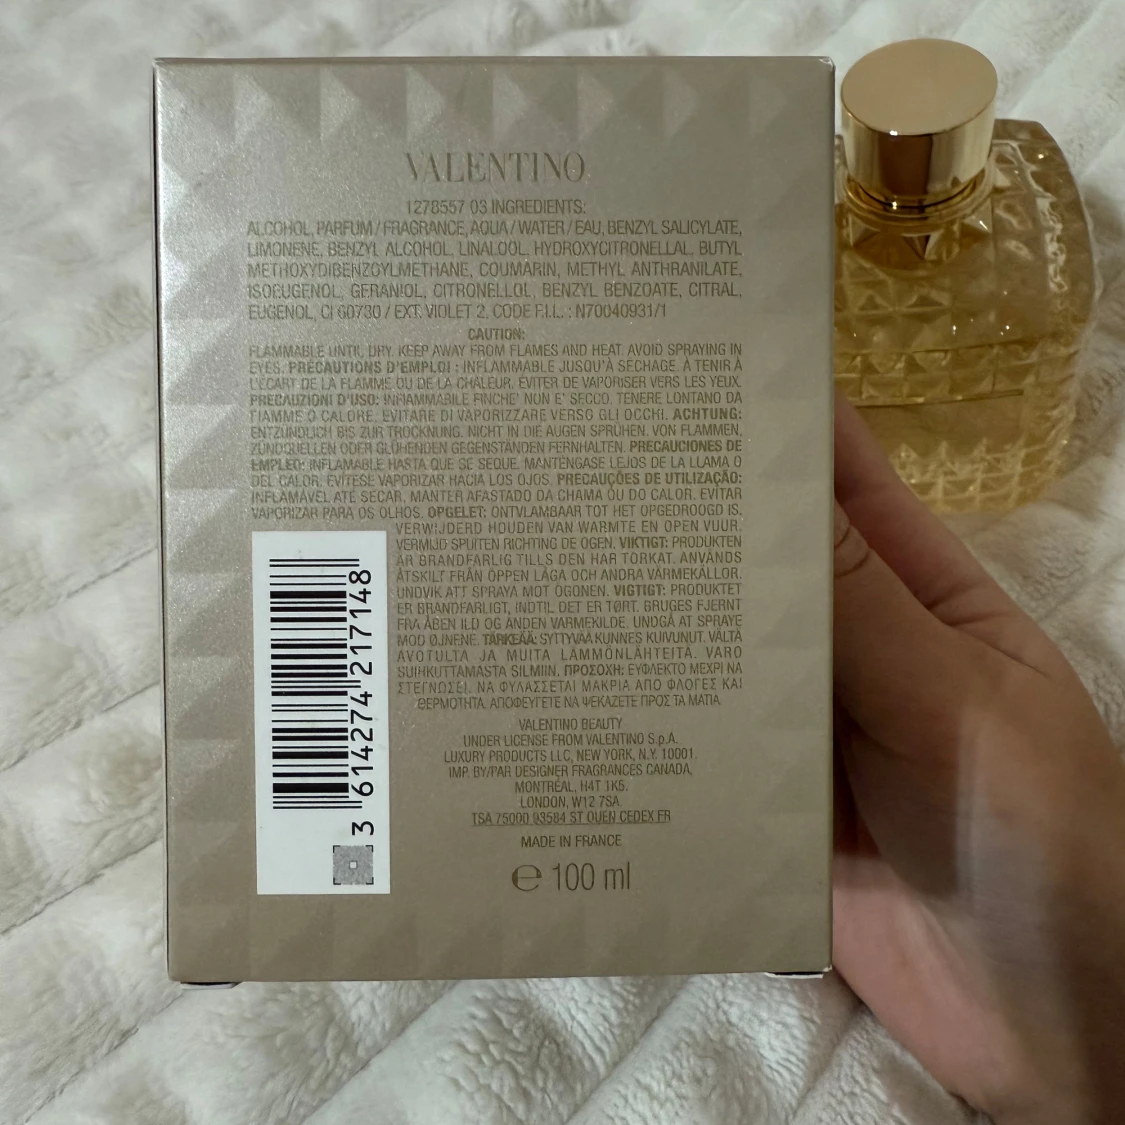 VALENTINO
1278557 03 INGREDIENTS:
ALCOHOL, PARFUM / FRAGRANCE, AQUA / WATER / EAU, BENZYL SALICYLATE,
LIMONENE, BENZYL ALCOHOL, LINALOOL, HYDROXYCITRONELLAL, BUTYL
METHOXYDIBENZOYLMETHANE, COUMARIN, METHYL ANTHRANILATE,
ISOEUGENOL, GERANIOL, CITRONELLOL, BENZYL BENZOATE, CITRAL,
EUGENOL, CI 60730 / EXT. VIOLET 2, CODE F.I.L. : N70040931/1
CAUTION:
FLAMMABLE UNTIL DRY. KEEP AWAY FROM FLAMES AND HEAT. AVOID SPRAYING IN
EYES. PRÉCAUTIONS D'EMPLOI : INFLAMMABLE JUSQU'À SÉCHAGE. À TENIR À
L'ÉCART DE LA FLAMME OU DE LA CHALEUR. ÉVITER DE VAPORISER VERS LES YEUX.
PRECAUZIONI D'USO: INFIAMMABILE FINCHE' NUN E' SECCO. TENERE LONTANO DA
FIAMME O CALORE. EVITARE DI VAPORIZZARE VERSO GLI OCCHI. ACHTUNG:
ENTZÜNDLICH BIS ZUR TROCKNUNG. NICHT IN DIE AUGEN SPRÜHEN. VON FLAMMEN,
ZÜNDQUELLEN ODER GLÜHENDEN GEGENSTÄNDEN FERNHALTEN. PRECAUCIONES DE
EMPLEO: INFLAMABLE HASTA QUE SE SEQUE. MANTÉNGASE LEJOS DE LA LLAMA O
DEL CALOR. EVÍTESE VAPORIZAR HACIA LOS OJOS. PRECAUÇÕES DE UTILIZAÇÃO:
INFLAMÁVEL ATÉ SECAR. MANTER AFASTADO DA CHAMA OU DO CALOR. EVITAR
VAPORIZAR PARA OS OLHOS. OPGELET: ONTVLAMBAAR TOT HET OPGEDROOGD IS.
VERWIJDERD HOUDEN VAN WARMTE EN OPEN VUUR.
VERMIJD SPUITEN RICHTING DE OGEN. VIKTIGT: PRODUKTEN
ÄR BRANDFARLIG TILLS DEN HAR TORKAT. ANVÄNDS
ÅTSKILT FRÅN ÖPPEN LÅGA OCH ANDRA VÄRMEKÄLLOR.
UNDVIK ATT SPRAYA MOT ÖGONEN. VIGTIGT: PRODUKTET
ER BRANDFARLIGT, INDTIL DET ER TØRT. BRUGES FJERNT
FRA ÅBEN ILD OG ANDEN VARMEKILDE. UNDGÅ AT SPRAYE
MOD ØJNENE. TÄRKEÄÄ: SYTTYVÄÄ KUNNES KUIVUNUT. VÄLTÄ
AVOTULTA JA MUITA LÄMMÖNLÄHTEITÄ. VARO
SUIHKUTTAMASTA SILMIIN. ΠΡΟΣΟΧΗ: ΕΥΦΛΕΚΤΟ ΜΕΧΡΙ ΝΑ
ΣΤΕΓΝΩΣΕΙ. ΝΑ ΦΥΛΑΣΣΕΤΑΙ ΜΑΚΡΙΑ ΑΠΟ ΦΛΟΓΕΣ ΚΑΙ
ΘΕΡΜΟΤΗΤΑ. ΑΠΟΦΕΥΓΕΤΕ ΝΑ ΨΕΚΑΖΕΤΕ ΠΡΟΣ ΤΑ ΜΑΤΙΑ.
VALENTINO BEAUTY
UNDER LICENSE FROM VALENTINO S.p.A.
LUXURY PRODUCTS LLC, NEW YORK, N.Y. 10001.
IMP. BY/PAR DESIGNER FRAGRANCES CANADA,
MONTRÉAL, H4T 1K5.
LONDON, W12 7SA.
TSA 75000 93584 ST OUEN CEDEX FR
MADE IN FRANCE
℮ 100 ml
3 614274 217148